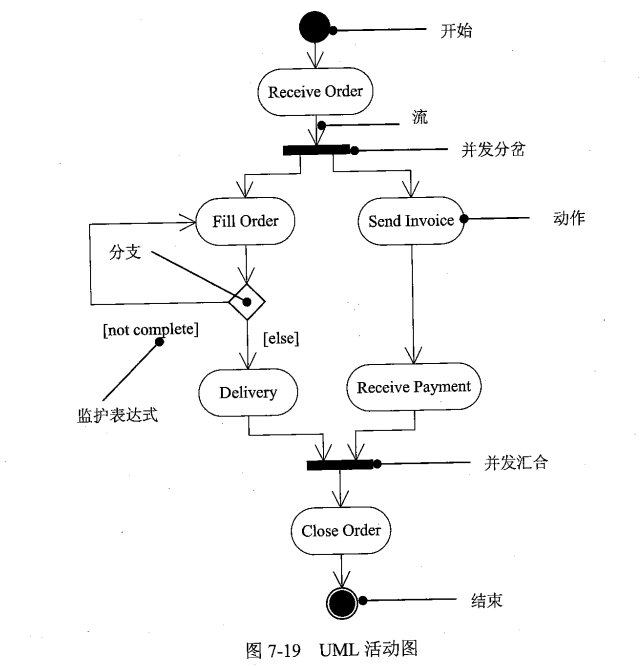 开始
Receive Order
流
并发分岔
Fill Order
Send Invoice
动作
分支
[not complete]
[else]
Delivery
Receive Payment
监护表达式
并发汇合
Close Order
结束
图 7-19 UML 活动图